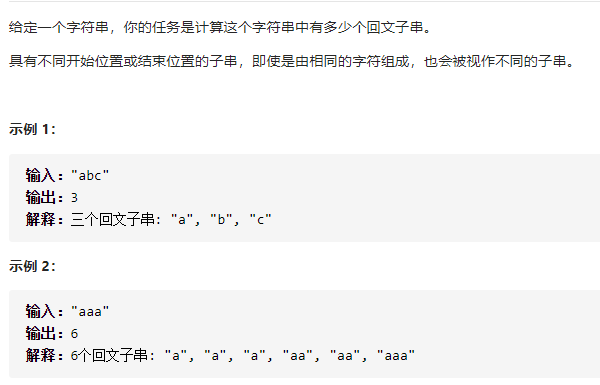 给定一个字符串，你的任务是计算这个字符串中有多少个回文子串。
具有不同开始位置或结束位置的子串，即使是由相同的字符组成，也会被视作不同的子串。
示例 1：
输入："abc"
输出：3
解释：三个回文子串: "a", "b", "c"
示例 2：
输入："aaa"
输出：6
解释：6个回文子串: "a", "a", "a", "aa", "aa", "aaa"